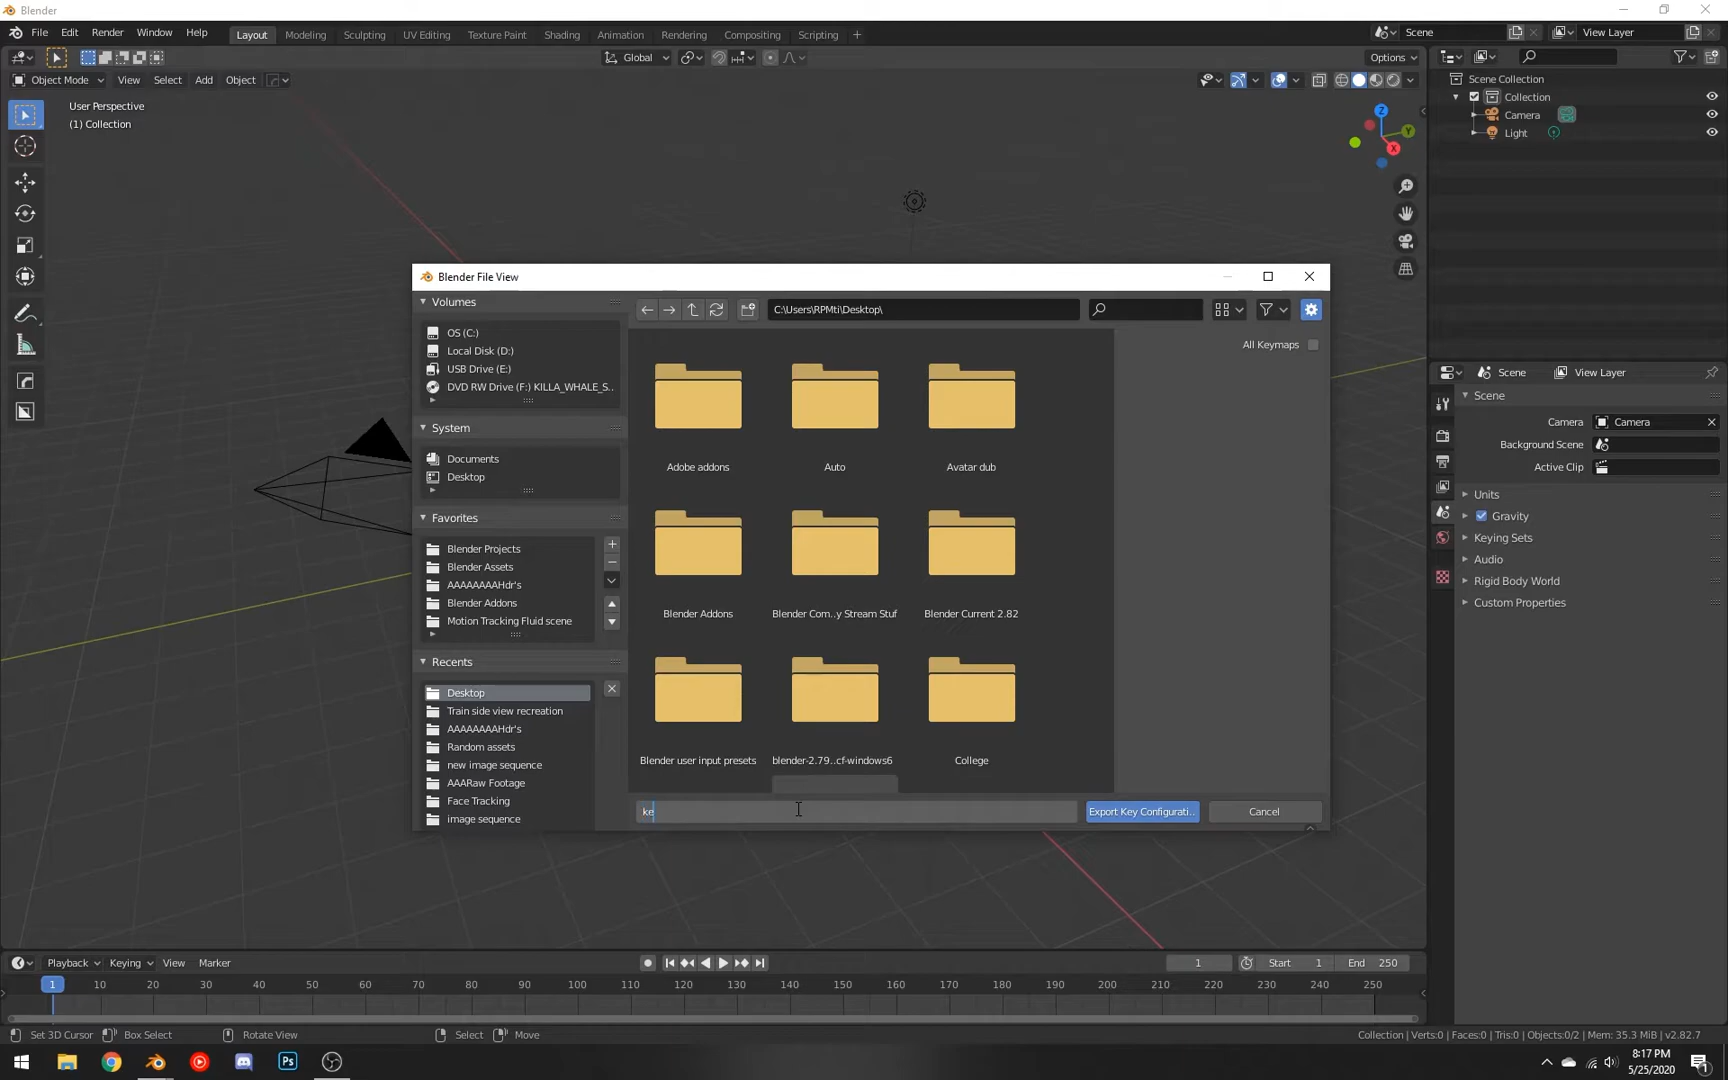 Blender
File Edit Render Window Help
Layout Modeling Sculpting UV Editing Texture Paint Shading Animation Rendering Compositing Scripting +
Scene View Layer
Global Options
Object Mode View Select Add Object
User Perspective
(1) Collection
Z
Y
X
Scene Collection
Collection
Camera
Light
Blender File View
Volumes
OS (C:)
Local Disk (D:)
USB Drive (E:)
DVD RW Drive (F:) KILLA_WHALE_S..
System
Documents
Desktop
Favorites
Blender Projects
Blender Assets
AAAAAAAAHdr's
Blender Addons
Motion Tracking Fluid scene
Recents
Desktop
Train side view recreation
AAAAAAAAHdr's
Random assets
new image sequence
AAARaw Footage
Face Tracking
image sequence
C:\Users\RPMti\Desktop\
All Keymaps
Adobe addons Auto Avatar dub
Blender Addons Blender Com..y Stream Stuf Blender Current 2.82
Blender user input presets blender-2.79..cf-windows6 College
ke
Export Key Configurati.. Cancel
Scene View Layer
Scene
Camera Camera
Background Scene
Active Clip
Units
Gravity
Keying Sets
Audio
Rigid Body World
Custom Properties
Playback Keying View Marker
1 Start 1 End 250
1 10 20 30 40 50 60 70 80 90 100 110 120 130 140 150 160 170 180 190 200 210 220 230 240 250
Set 3D Cursor Box Select Rotate View Select Move
Collection | Verts:0 | Faces:0 | Tris:0 | Objects:0/2 | Mem: 35.3 MiB | v2.82.7
Ps
8:17 PM
5/25/2020
1